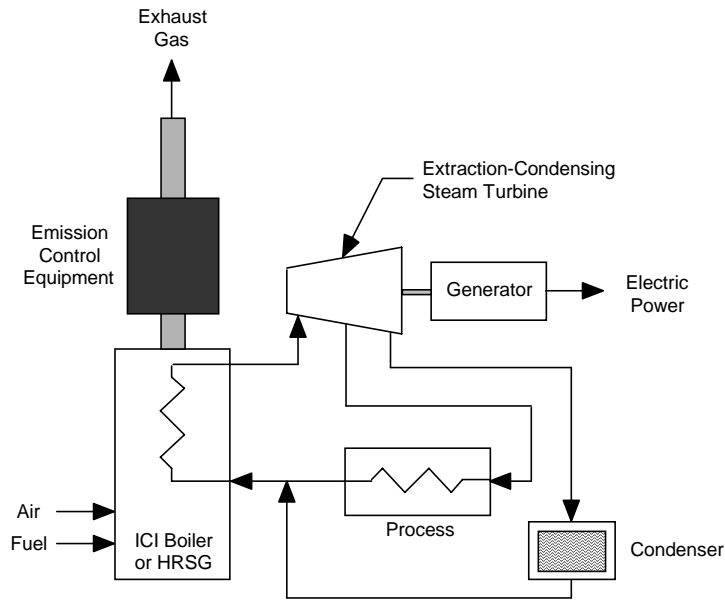 Exhaust
Gas
Extraction-Condensing
Steam Turbine
Emission
Control
Equipment
Generator
Electric
Power
Air
Fuel
ICI Boiler
or HRSG
Process
Condenser